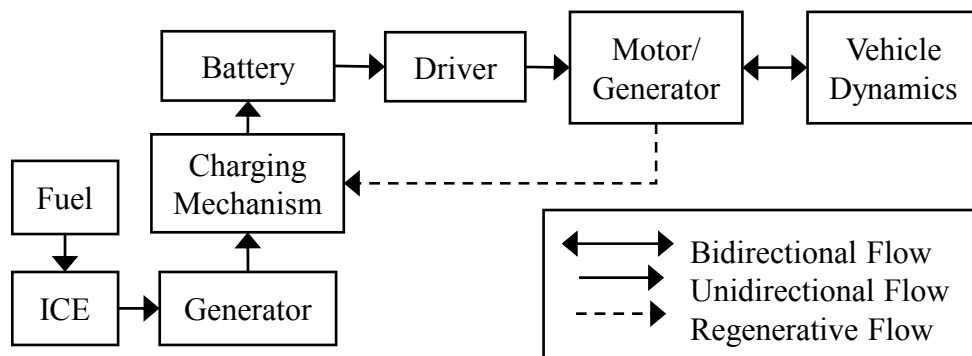 Battery
Driver
Motor/
Generator
Vehicle
Dynamics
Charging
Mechanism
Fuel
ICE
Generator
Bidirectional Flow
Unidirectional Flow
Regenerative Flow